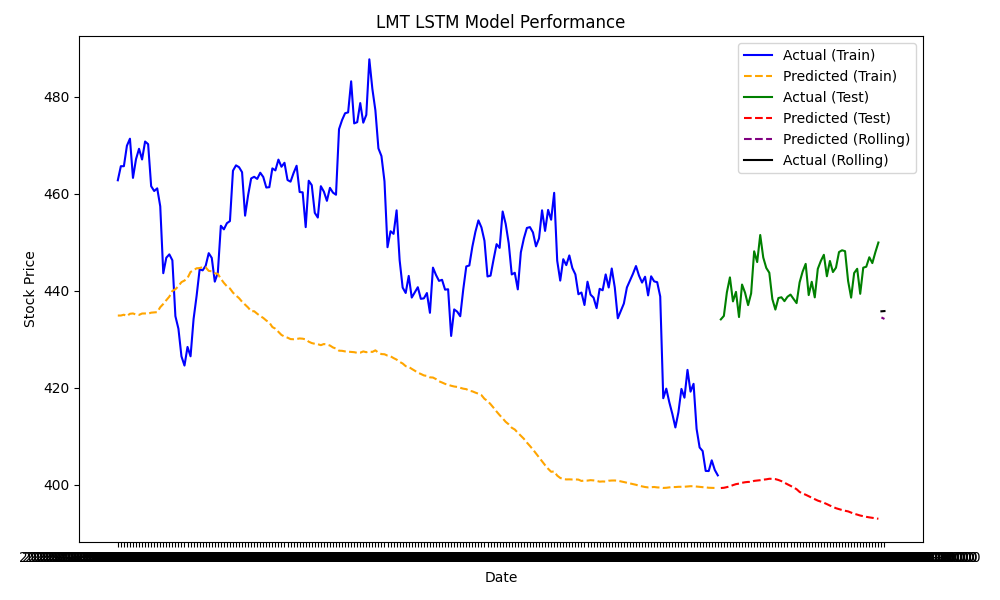 LMT LSTM Model Performance
Actual (Train)
Predicted (Train)
Actual (Test)
Predicted (Test)
Predicted (Rolling)
Actual (Rolling)
480
460
440
420
400
Stock Price
Date